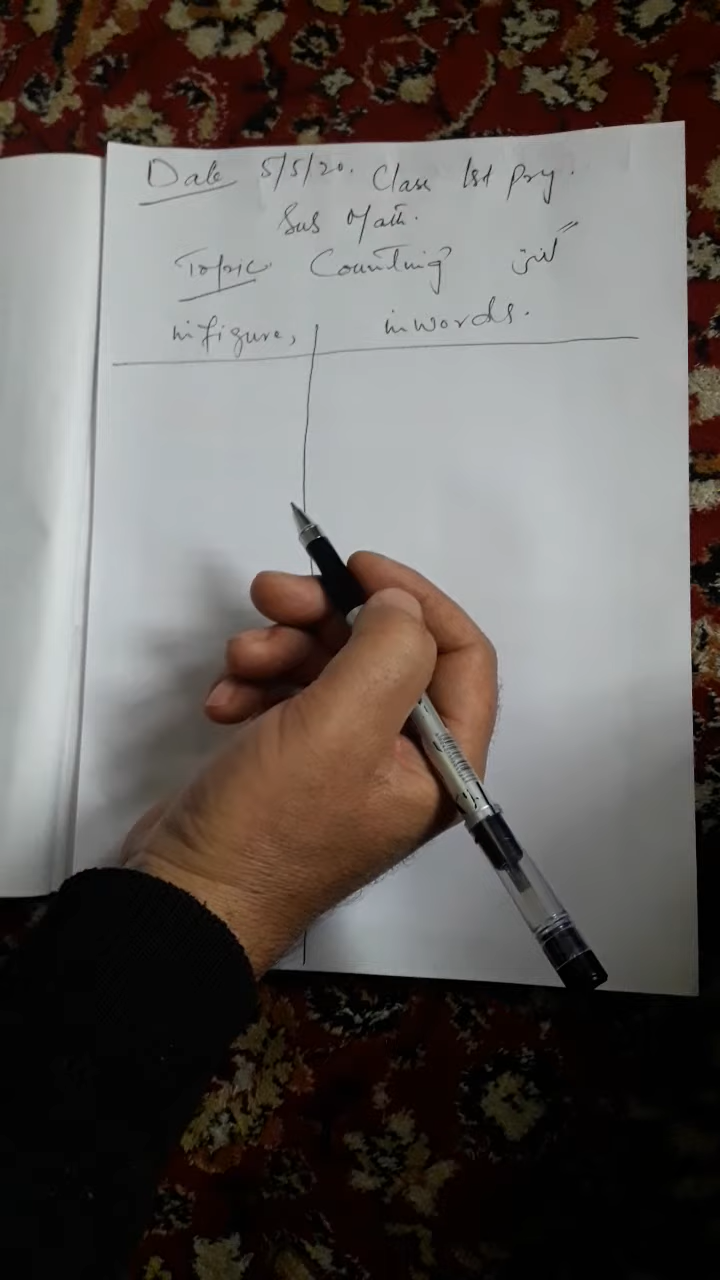 Date 5/5/20. Class 1st Pry.
Sub Math.
Topic. Counting گنتی
in figure, in words.